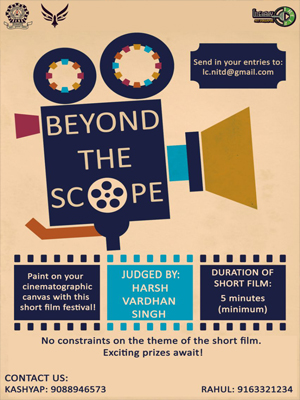 Send in your entries to:
lc.nitd@gmail.com
BEYOND
THE
SCOPE
Paint on your
cinematographic
canvas with this
short film festival!
JUDGED BY:
HARSH
VARDHAN
SINGH
DURATION OF
SHORT FILM:
5 minutes
(minimum)
No constraints on the theme of the short film.
Exciting prizes await!
CONTACT US:
KASHYAP: 9088946573
RAHUL: 9163321234